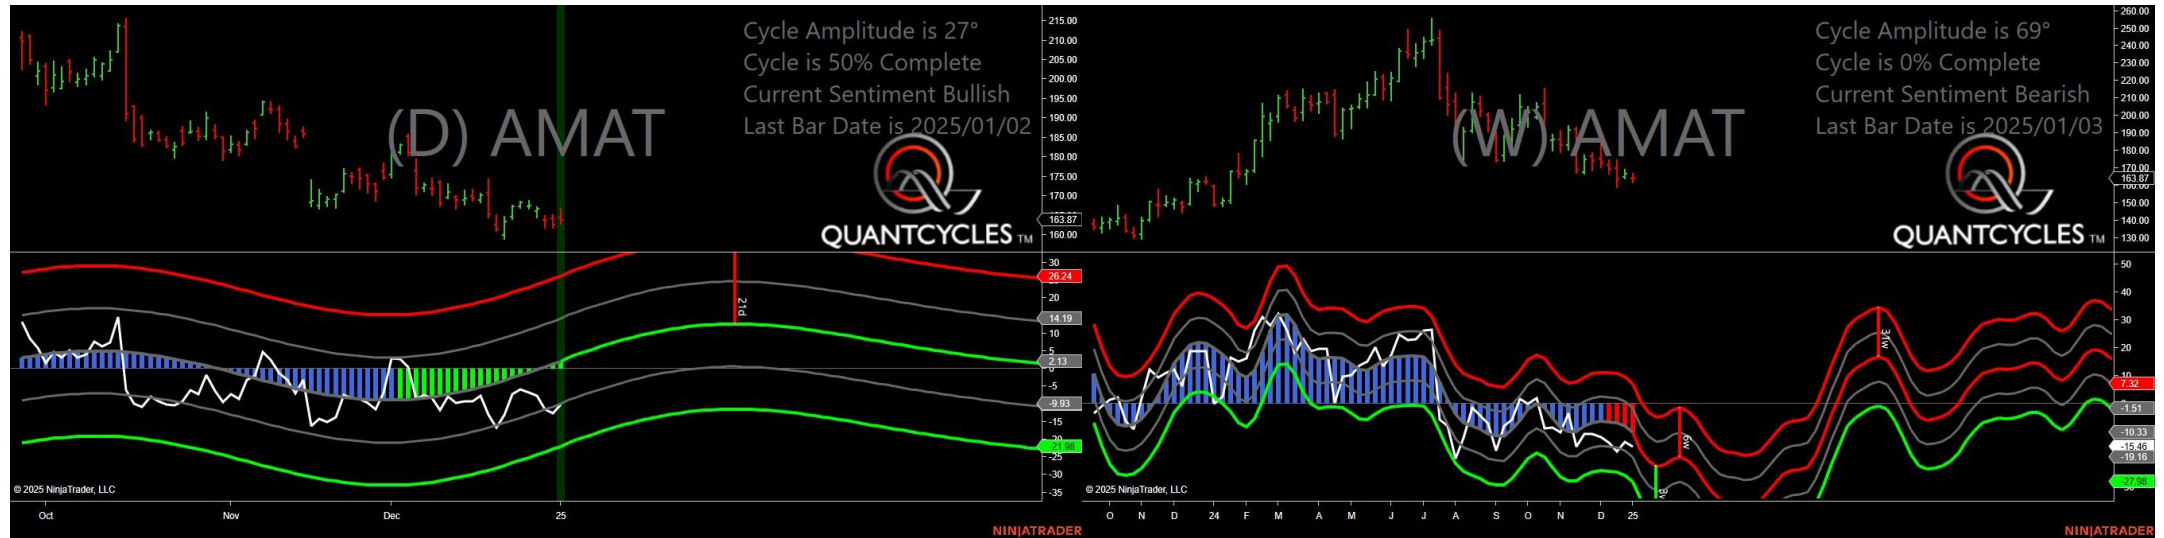 Cycle Amplitude is 27°
Cycle is 50% Complete
Current Sentiment Bullish
Last Bar Date is 2025/01/02
(D) AMAT
QUANTCYCLES TM
215.00
210.00
205.00
200.00
195.00
190.00
185.00
180.00
175.00
170.00
163.87
160.00
30
26.24
20
14.19
10
5
2.13
-5
-9.93
-15
-21.98
-25
-30
-35
21d
© 2025 NinjaTrader, LLC
Oct
Nov
Dec
25
NINJATRADER
Cycle Amplitude is 69°
Cycle is 0% Complete
Current Sentiment Bearish
Last Bar Date is 2025/01/03
(W) AMAT
QUANTCYCLES TM
260.00
250.00
240.00
230.00
220.00
210.00
200.00
190.00
180.00
170.00
163.87
160.00
150.00
140.00
130.00
50
40
30
20
10
7.32
-1.51
-10.33
-15.46
-19.16
-27.98
31w
6w
© 2025 NinjaTrader, LLC
O
N
D
24
F
M
A
M
J
J
A
S
O
N
D
25
NINJATRADER